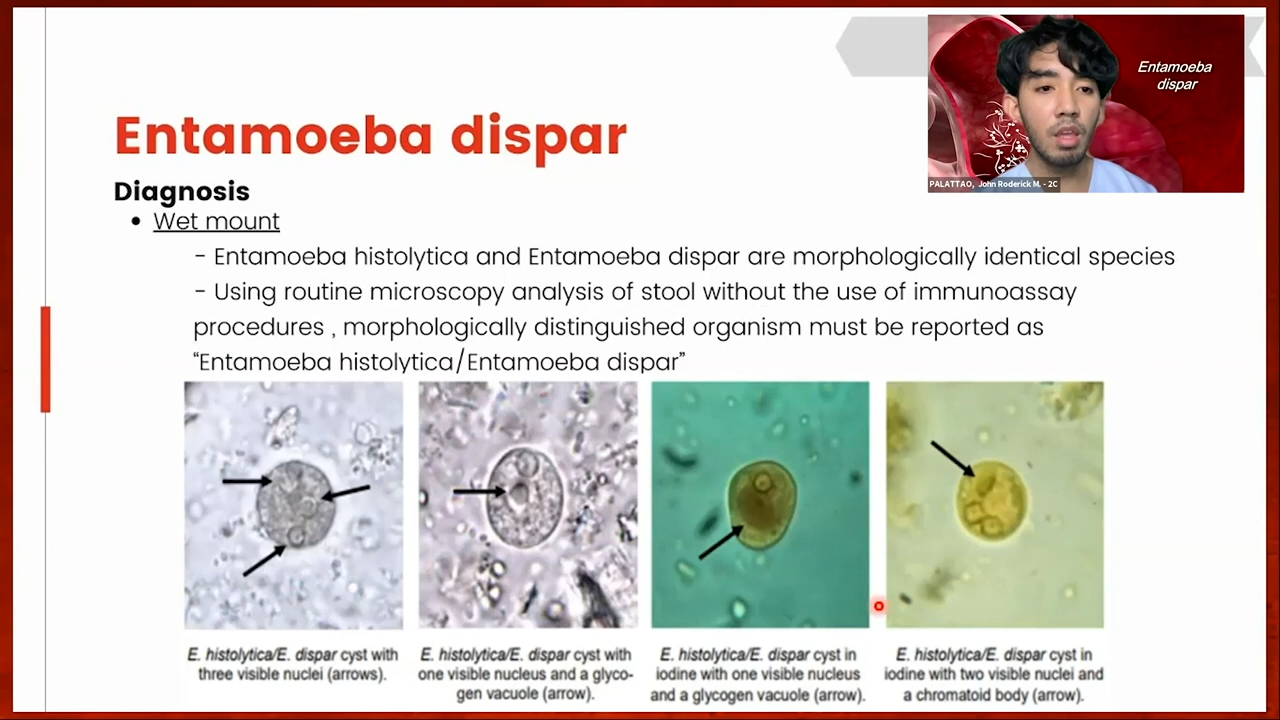 Entamoeba
dispar
PALATTAO, John Roderick M. - 2C
Entamoeba dispar
Diagnosis
• Wet mount
- Entamoeba histolytica and Entamoeba dispar are morphologically identical species
- Using routine microscopy analysis of stool without the use of immunoassay
procedures , morphologically distinguished organism must be reported as
“Entamoeba histolytica/Entamoeba dispar”
E. histolytica/E. dispar cyst with
three visible nuclei (arrows).
E. histolytica/E. dispar cyst with
one visible nucleus and a glyco-
gen vacuole (arrow).
E. histolytica/E. dispar cyst in
iodine with one visible nucleus
and a glycogen vacuole (arrow).
E. histolytica/E. dispar cyst in
iodine with two visible nuclei and
a chromatoid body (arrow).